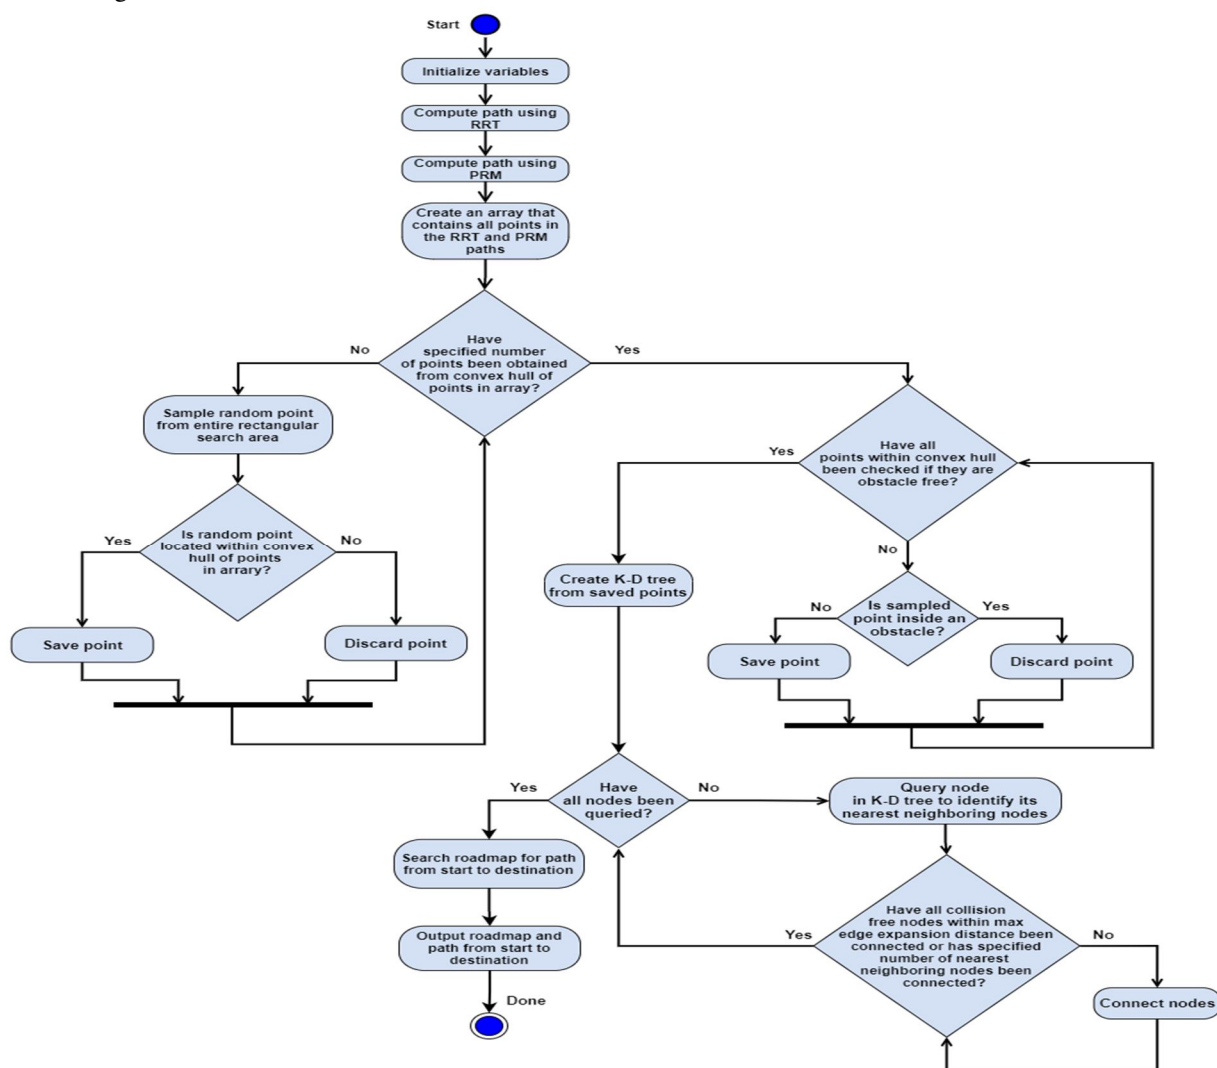 Start
Initialize variables
Compute path using
RRT
Compute path using
PRM
Create an array that
contains all points in
the RRT and PRM
paths
Have
specified number
of points been obtained
from convex hull of
points in array?
No
Yes
Sample random point
from entire rectangular
search area
Is random point
located within convex
hull of points
in arrary?
Yes
No
Save point
Discard point
Have all
points within convex hull
been checked if they are
obstacle free?
Yes
No
Create K-D tree
from saved points
Is sampled
point inside an
obstacle?
No
Yes
Save point
Discard point
Have
all nodes been
queried?
Yes
No
Query node
in K-D tree to identify its
nearest neighboring nodes
Search roadmap for path
from start to destination
Output roadmap and
path from start to
destination
Done
Have all collision
free nodes within max
edge expansion distance been
connected or has specified
number of nearest
neighboring nodes been
connected?
Yes
No
Connect nodes